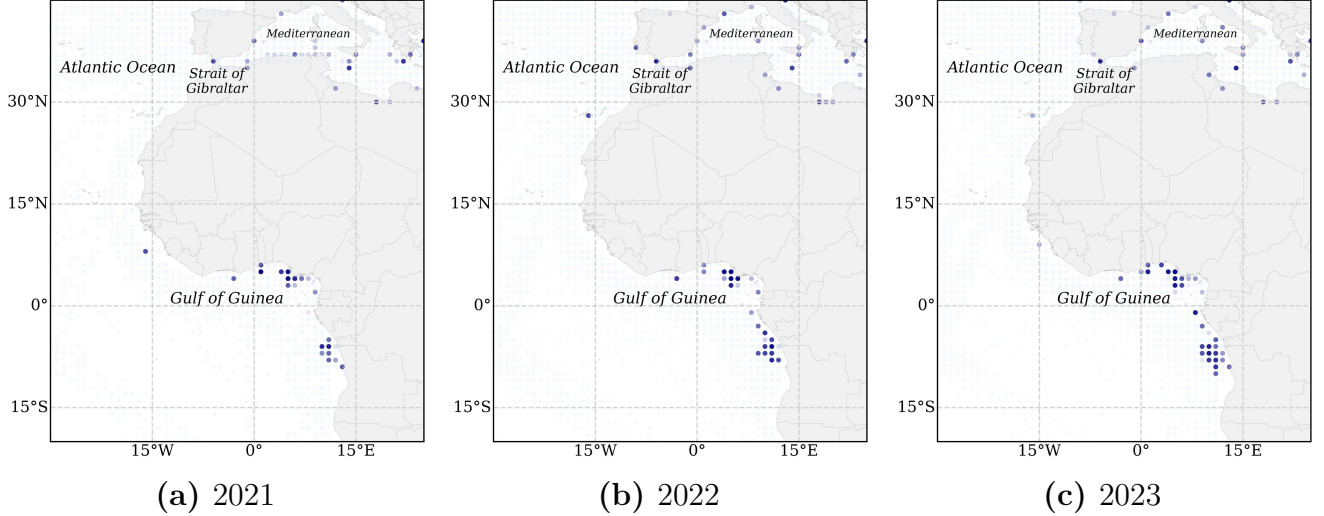 Mediterranean
Atlantic Ocean
Strait of
Gibraltar
30°N
15°N
Gulf of Guinea
0°
15°S
15°W 0° 15°E
(a) 2021
Mediterranean
Atlantic Ocean
Strait of
Gibraltar
30°N
15°N
Gulf of Guinea
0°
15°S
15°W 0° 15°E
(b) 2022
Mediterranean
Atlantic Ocean
Strait of
Gibraltar
30°N
15°N
Gulf of Guinea
0°
15°S
15°W 0° 15°E
(c) 2023